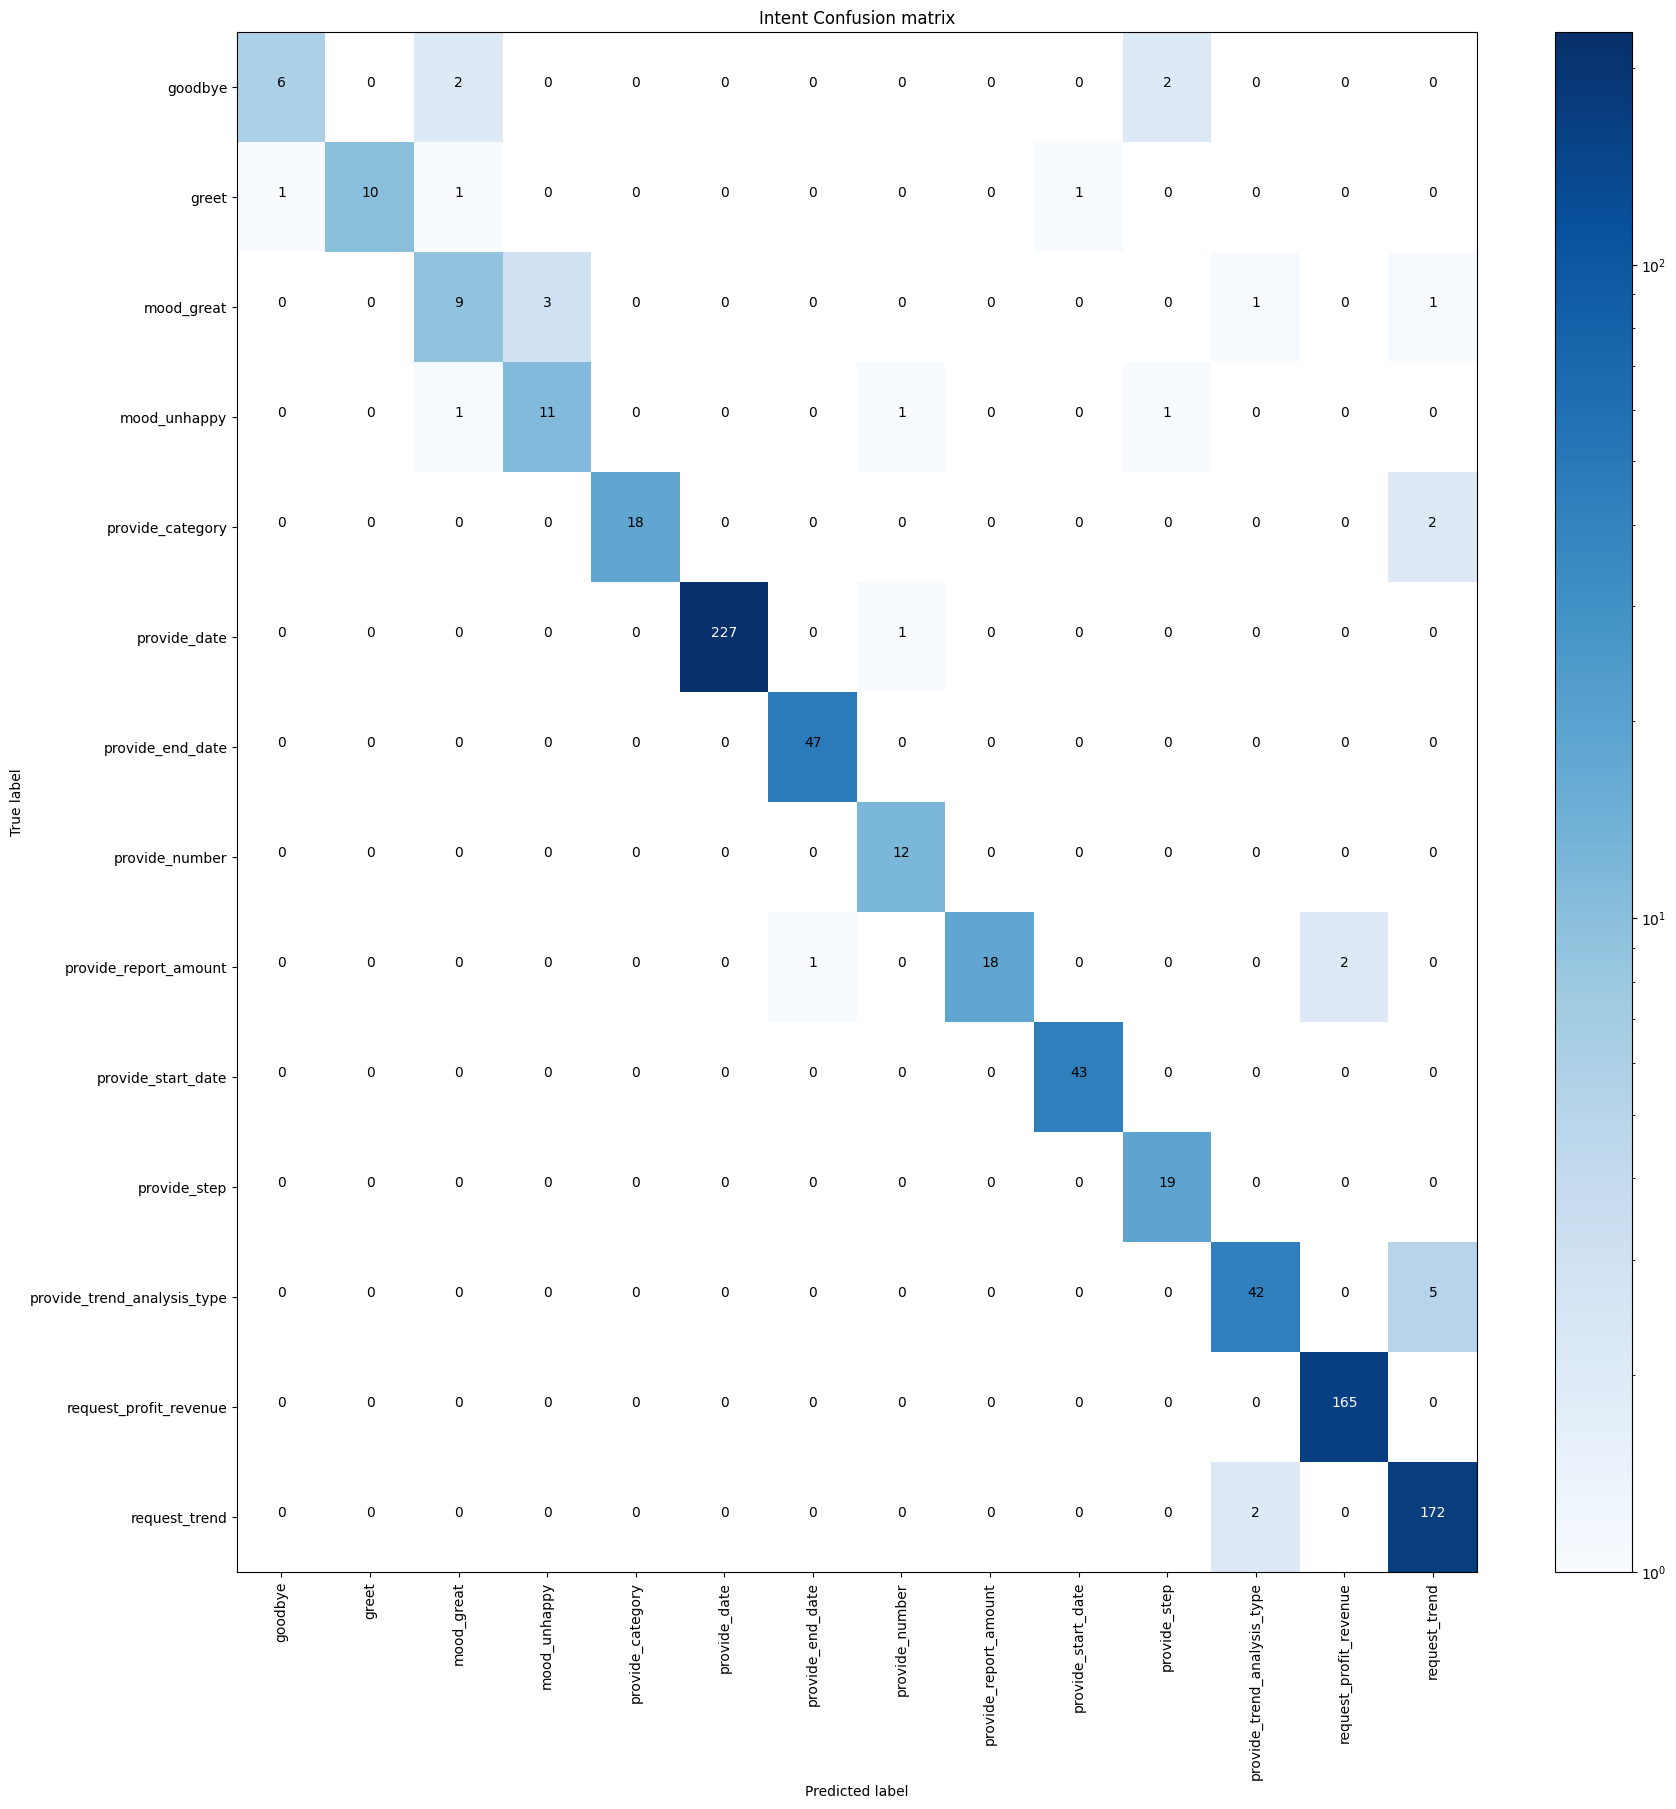 Intent Confusion matrix
goodbye 6 0 2 0 0 0 0 0 0 0 2 0 0 0
greet 1 10 1 0 0 0 0 0 0 1 0 0 0 0
mood_great 0 0 9 3 0 0 0 0 0 0 0 1 0 1
mood_unhappy 0 0 1 11 0 0 0 1 0 0 1 0 0 0
provide_category 0 0 0 0 18 0 0 0 0 0 0 0 0 2
provide_date 0 0 0 0 0 227 0 1 0 0 0 0 0 0
provide_end_date 0 0 0 0 0 0 47 0 0 0 0 0 0 0
provide_number 0 0 0 0 0 0 0 12 0 0 0 0 0 0
provide_report_amount 0 0 0 0 0 0 1 0 18 0 0 0 2 0
provide_start_date 0 0 0 0 0 0 0 0 0 43 0 0 0 0
provide_step 0 0 0 0 0 0 0 0 0 0 19 0 0 0
provide_trend_analysis_type 0 0 0 0 0 0 0 0 0 0 0 42 0 5
request_profit_revenue 0 0 0 0 0 0 0 0 0 0 0 0 165 0
request_trend 0 0 0 0 0 0 0 0 0 0 0 2 0 172
True label
goodbye
greet
mood_great
mood_unhappy
provide_category
provide_date
provide_end_date
provide_number
provide_report_amount
provide_start_date
provide_step
provide_trend_analysis_type
request_profit_revenue
request_trend
Predicted label
10²
10¹
10⁰